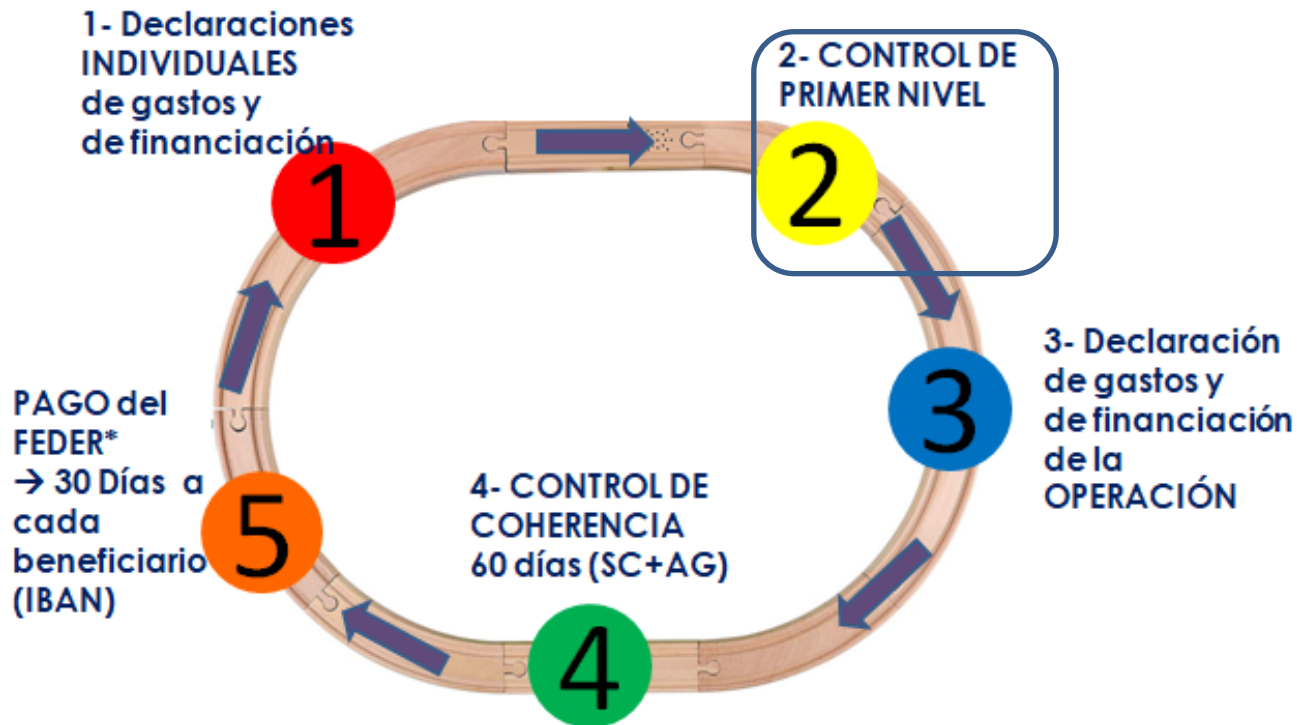 1- Declaraciones
INDIVIDUALES
de gastos y
de financiación
1
2- CONTROL DE
PRIMER NIVEL
2
3- Declaración
de gastos y
de financiación
de la
OPERACIÓN
3
4- CONTROL DE
COHERENCIA
60 días (SC+AG)
4
PAGO del
FEDER*
→ 30 Días a
cada
beneficiario
(IBAN)
5